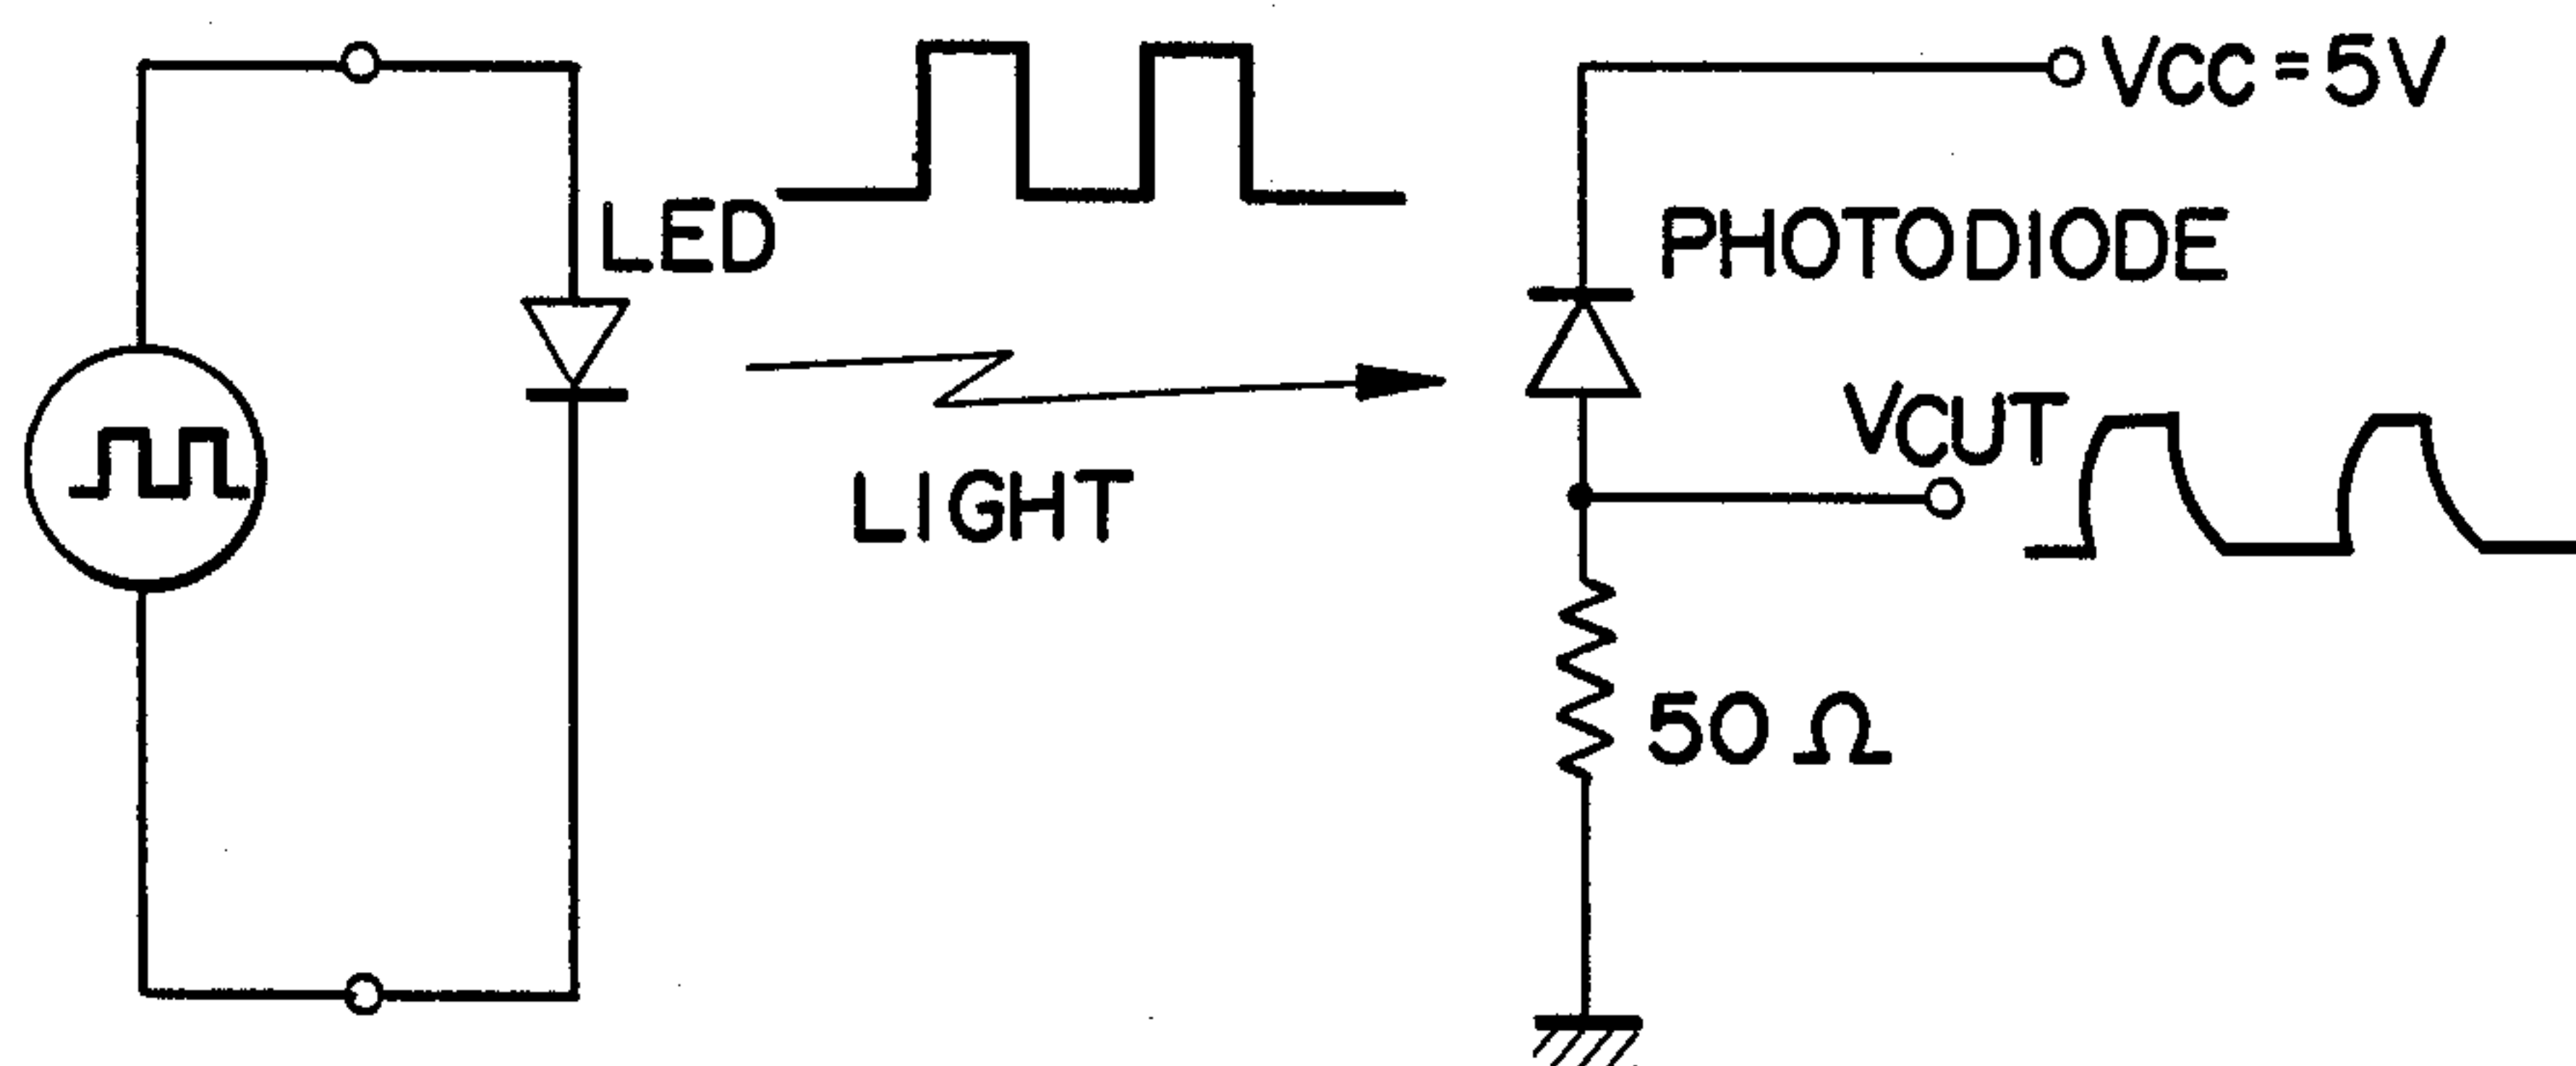 VCC = 5V
LED
PHOTODIODE
LIGHT
VCUT
50 Ω